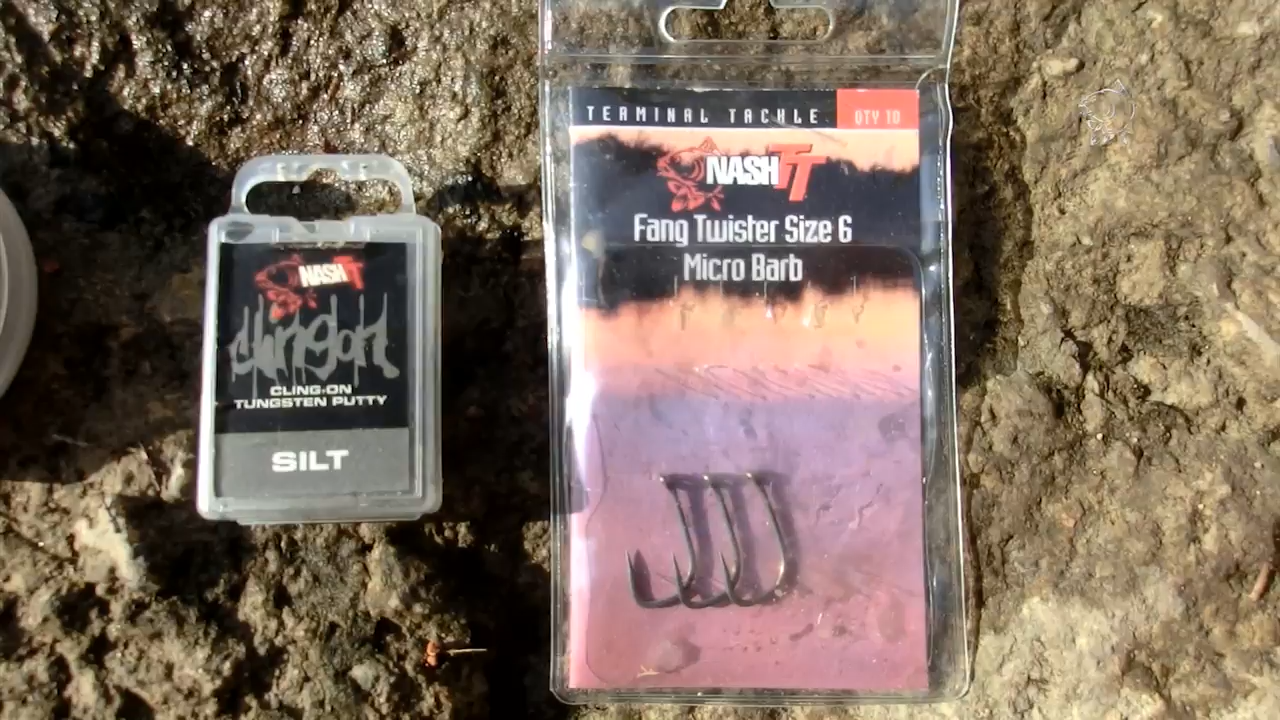 NASH TT
clingon
CLING-ON
TUNGSTEN PUTTY
SILT
TERMINAL TACKLE
QTY 10
NASH TT
Fang Twister Size 6
Micro Barb